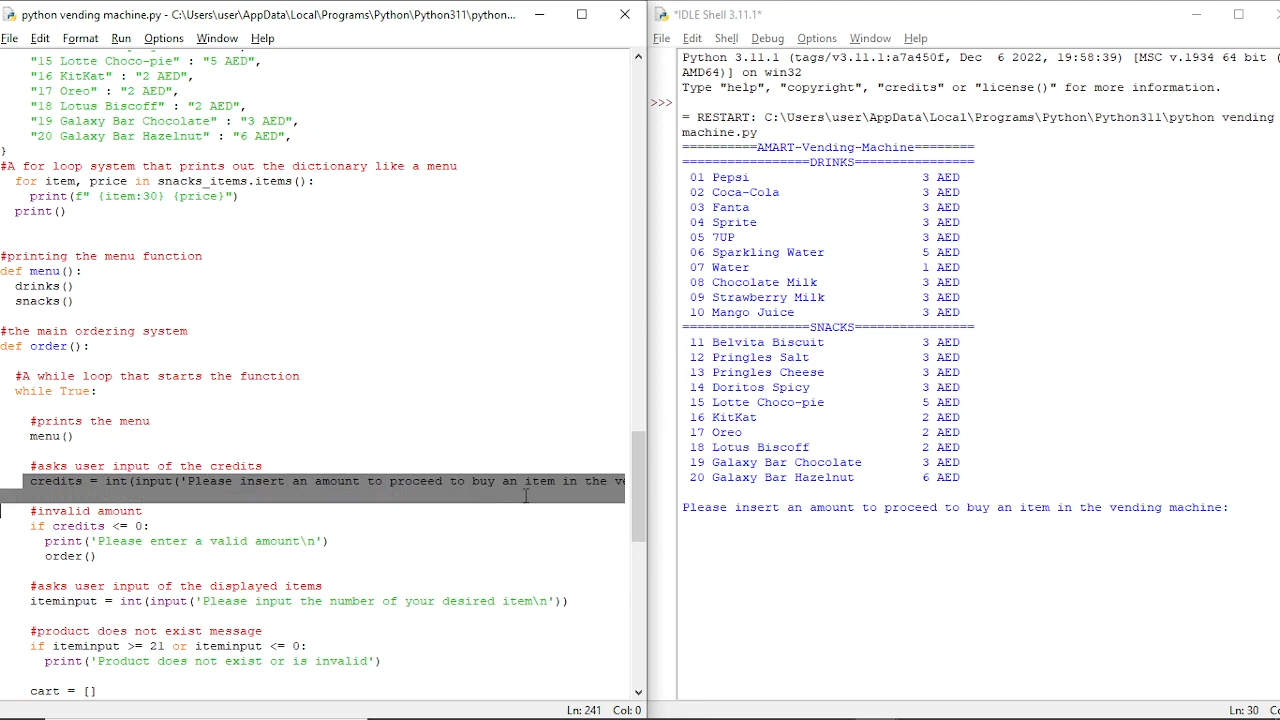 python vending machine.py - C:\Users\user\AppData\Local\Programs\Python\Python311\python...
File Edit Format Run Options Window Help
"15 Lotte Choco-pie" : "5 AED",
"16 KitKat" : "2 AED",
"17 Oreo" : "2 AED",
"18 Lotus Biscoff" : "2 AED",
"19 Galaxy Bar Chocolate" : "3 AED",
"20 Galaxy Bar Hazelnut" : "6 AED",
}
#A for loop system that prints out the dictionary like a menu
for item, price in snacks_items.items():
print(f" {item:30} {price}")
print()
#printing the menu function
def menu():
drinks()
snacks()
#the main ordering system
def order():
#A while loop that starts the function
while True:
#prints the menu
menu()
#asks user input of the credits
credits = int(input('Please insert an amount to proceed to buy an item in the ve
#invalid amount
if credits <= 0:
print('Please enter a valid amount\n')
order()
#asks user input of the displayed items
iteminput = int(input('Please input the number of your desired item\n'))
#product does not exist message
if iteminput >= 21 or iteminput <= 0:
print('Product does not exist or is invalid')
cart = []
Ln: 241 Col: 0
*IDLE Shell 3.11.1*
File Edit Shell Debug Options Window Help
Python 3.11.1 (tags/v3.11.1:a7a450f, Dec  6 2022, 19:58:39) [MSC v.1934 64 bit (
AMD64)] on win32
Type "help", "copyright", "credits" or "license()" for more information.
>>>
= RESTART: C:\Users\user\AppData\Local\Programs\Python\Python311\python vending
machine.py
==========AMART-Vending-Machine========
=================DRINKS================
01 Pepsi 3 AED
02 Coca-Cola 3 AED
03 Fanta 3 AED
04 Sprite 3 AED
05 7UP 3 AED
06 Sparkling Water 5 AED
07 Water 1 AED
08 Chocolate Milk 3 AED
09 Strawberry Milk 3 AED
10 Mango Juice 3 AED
=================SNACKS================
11 Belvita Biscuit 3 AED
12 Pringles Salt 3 AED
13 Pringles Cheese 3 AED
14 Doritos Spicy 3 AED
15 Lotte Choco-pie 5 AED
16 KitKat 2 AED
17 Oreo 2 AED
18 Lotus Biscoff 2 AED
19 Galaxy Bar Chocolate 3 AED
20 Galaxy Bar Hazelnut 6 AED
Please insert an amount to proceed to buy an item in the vending machine:
Ln: 30 Co